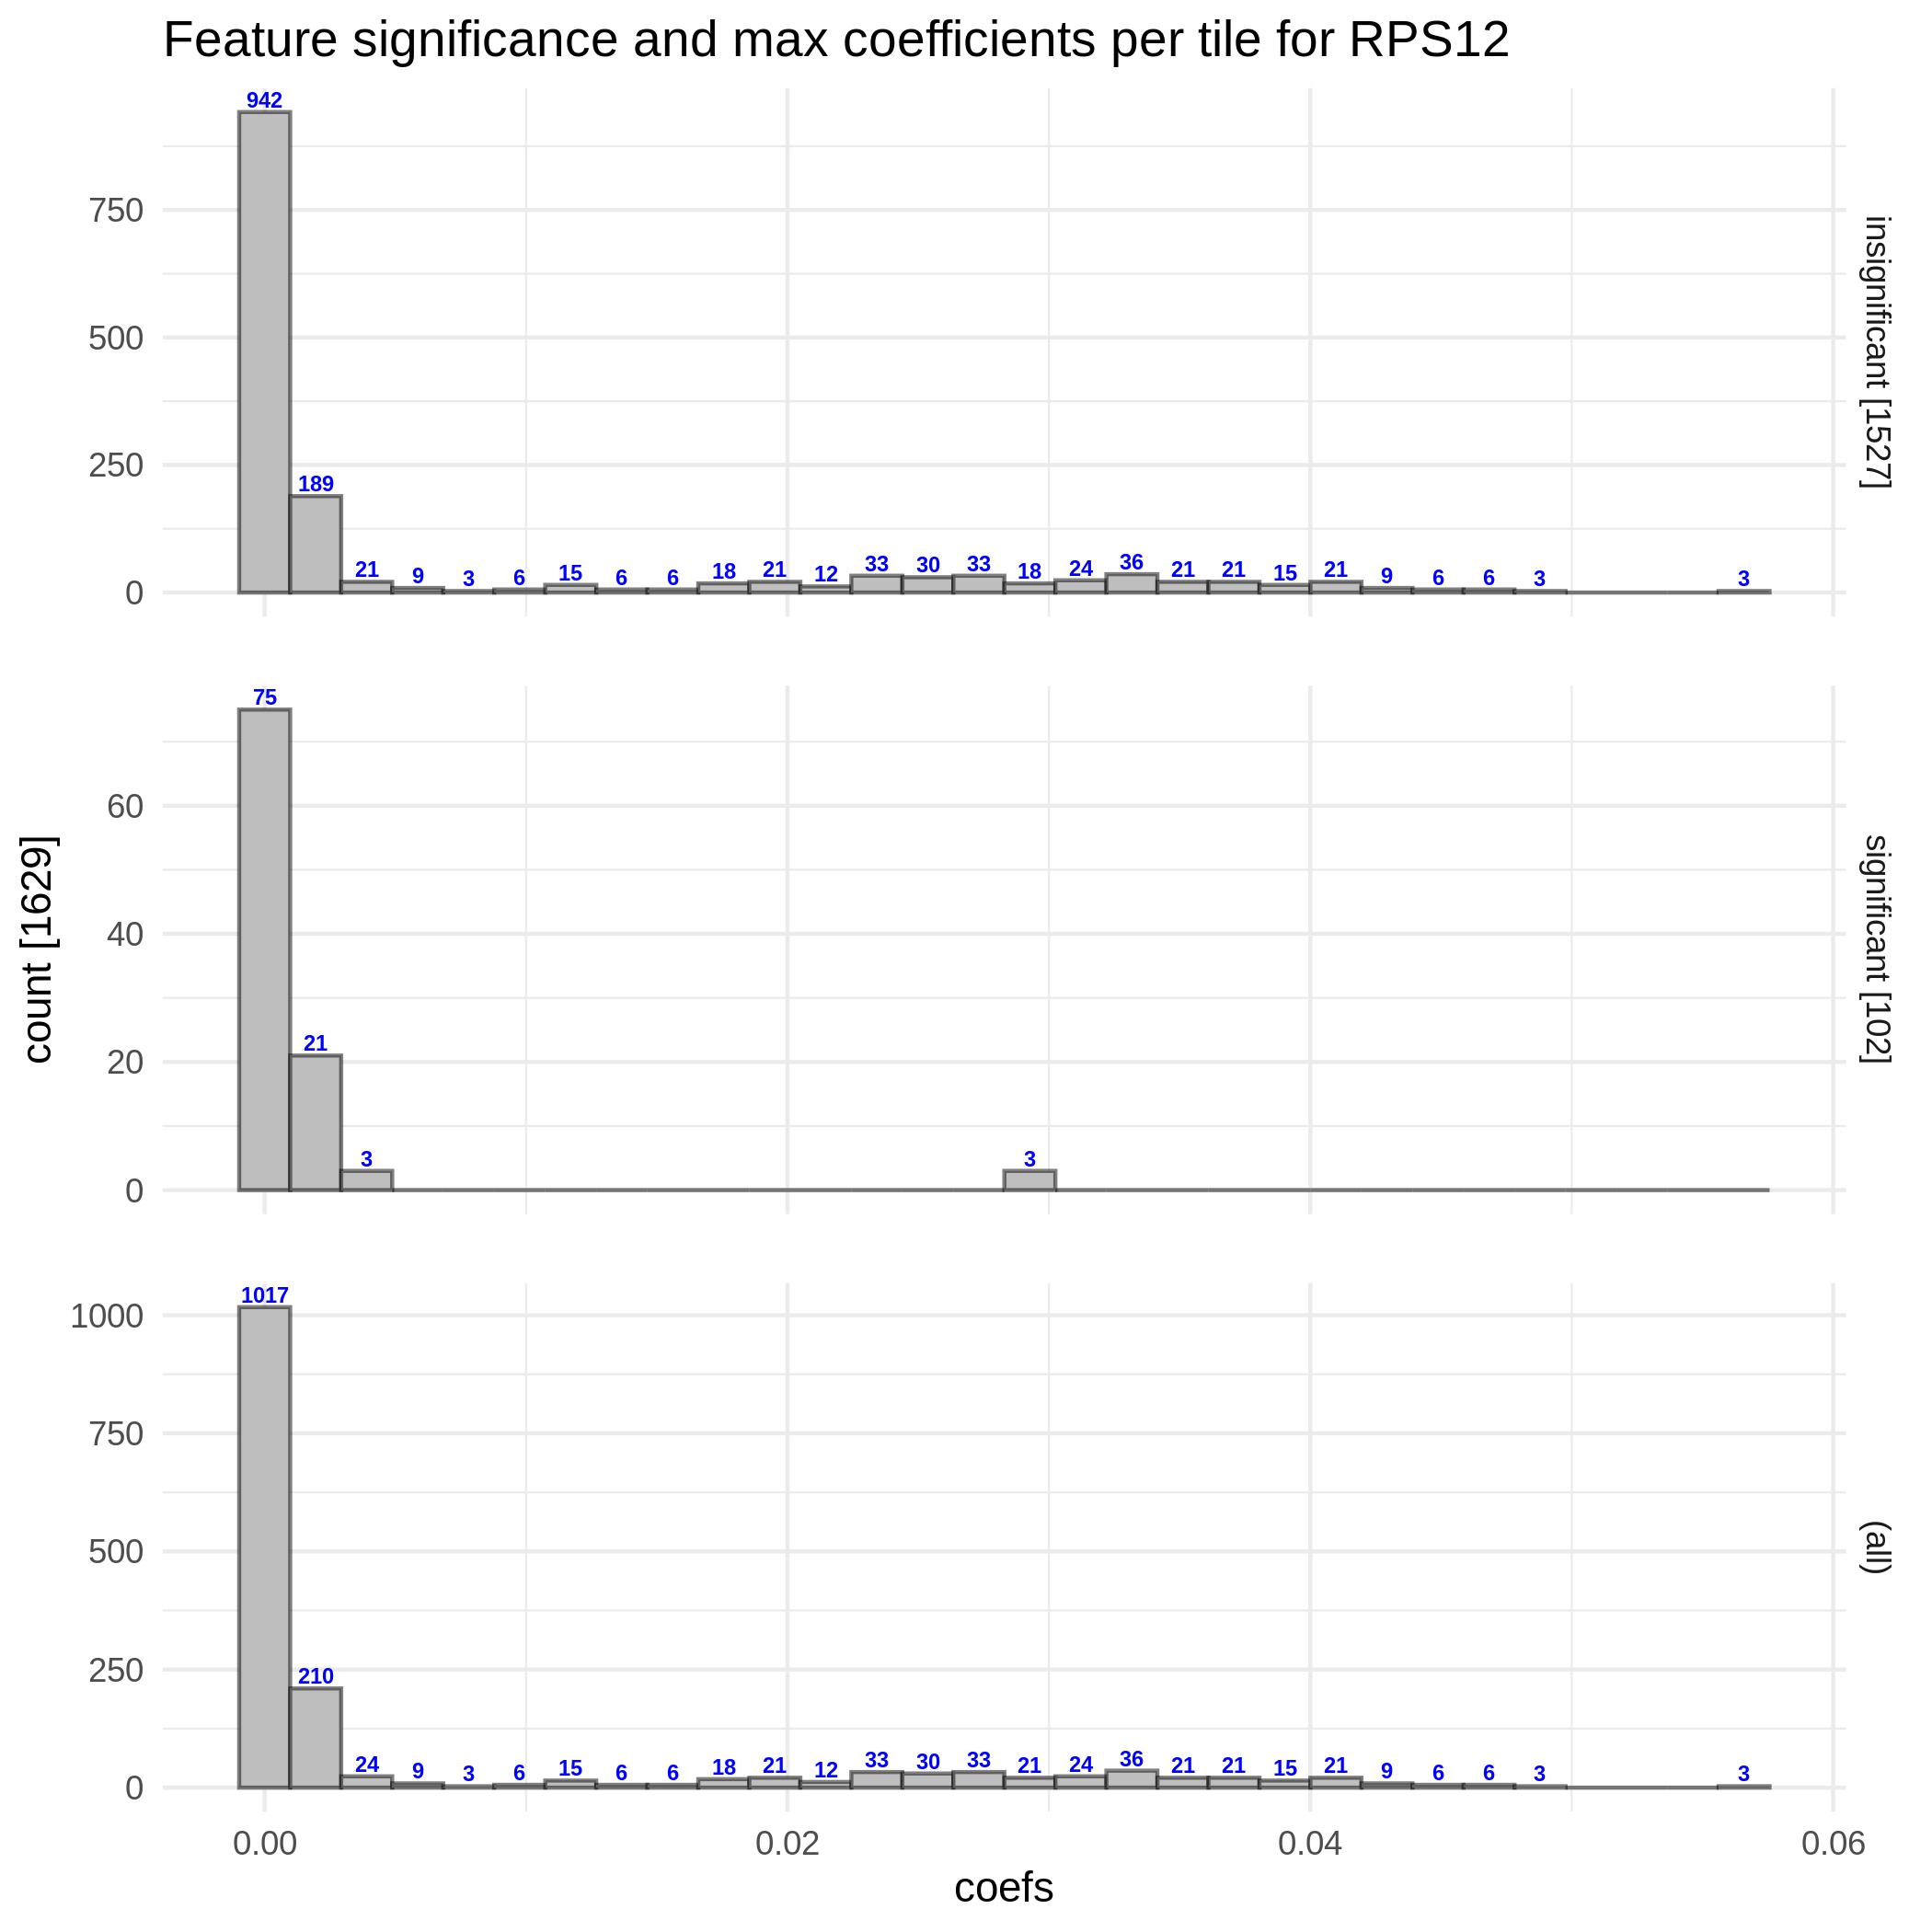 Feature significance and max coefficients per tile for RPS12
942
750
500
250
0
189
21 9 3 6 15 6 6 18 21 12 33 30 33 18 24 36 21 21 15 21 9 6 6 3 3
insignificant [1527]
75
60
40
20
0
21
3
3
significant [102]
count [1629]
1017
1000
750
500
250
0
210
24 9 3 6 15 6 6 18 21 12 33 30 33 21 24 36 21 21 15 21 9 6 6 3 3
(all)
0.00 0.02 0.04 0.06
coefs